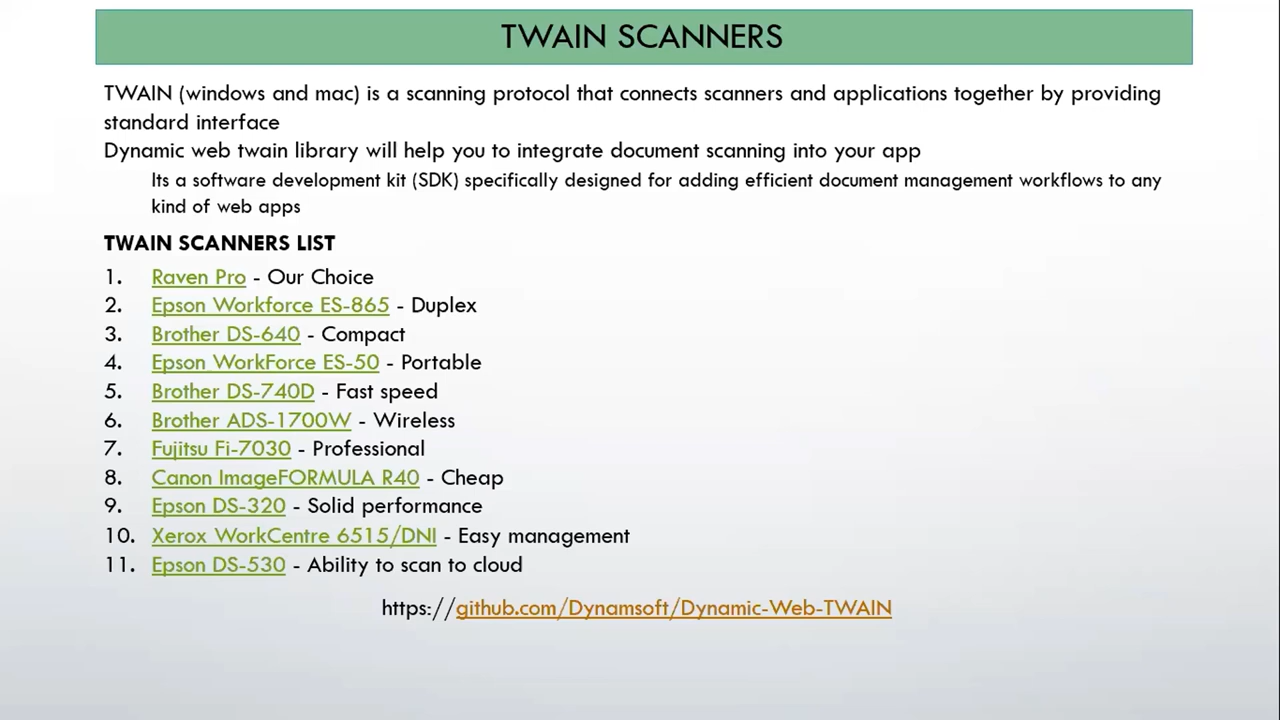 TWAIN SCANNERS
TWAIN (windows and mac) is a scanning protocol that connects scanners and applications together by providing
standard interface
Dynamic web twain library will help you to integrate document scanning into your app
Its a software development kit (SDK) specifically designed for adding efficient document management workflows to any
kind of web apps
TWAIN SCANNERS LIST
1. Raven Pro - Our Choice
2. Epson Workforce ES-865 - Duplex
3. Brother DS-640 - Compact
4. Epson WorkForce ES-50 - Portable
5. Brother DS-740D - Fast speed
6. Brother ADS-1700W - Wireless
7. Fujitsu Fi-7030 - Professional
8. Canon ImageFORMULA R40 - Cheap
9. Epson DS-320 - Solid performance
10. Xerox WorkCentre 6515/DNI - Easy management
11. Epson DS-530 - Ability to scan to cloud
https://github.com/Dynamsoft/Dynamic-Web-TWAIN